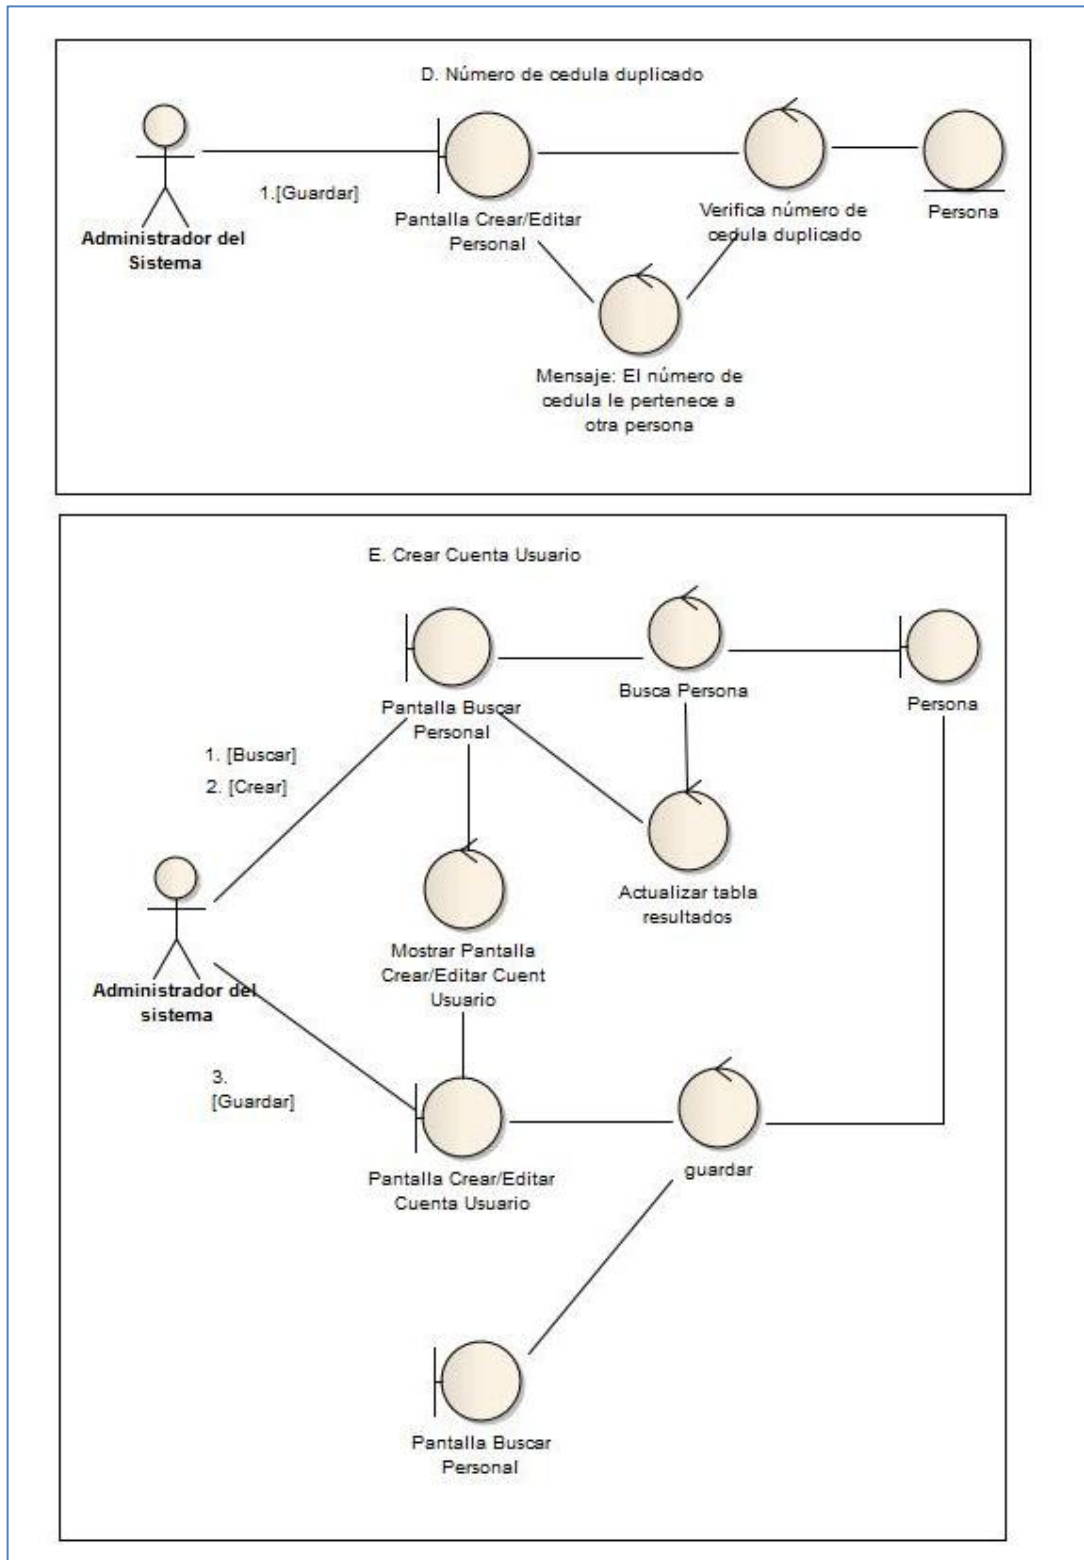 D. Número de cedula duplicado
1.[Guardar]
Administrador del
Sistema
Pantalla Crear/Editar
Personal
Verifica número de
cedula duplicado
Persona
Mensaje: El número de
cedula le pertenece a
otra persona
E. Crear Cuenta Usuario
Pantalla Buscar
Personal
Busca Persona
Persona
1. [Buscar]
2. [Crear]
Actualizar tabla
resultados
Mostrar Pantalla
Crear/Editar Cuent
Usuario
Administrador del
sistema
3.
[Guardar]
Pantalla Crear/Editar
Cuenta Usuario
guardar
Pantalla Buscar
Personal